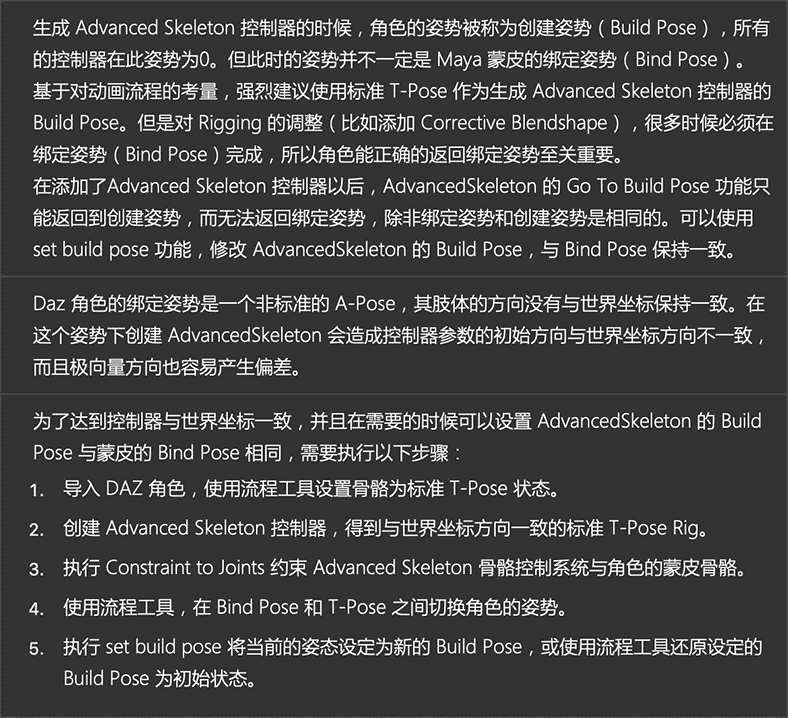 生成 Advanced Skeleton 控制器的时候，角色的姿势被称为创建姿势（Build Pose），所有
的控制器在此姿势为0。但此时的姿势并不一定是 Maya 蒙皮的绑定姿势（Bind Pose）。
基于对动画流程的考量，强烈建议使用标准 T-Pose 作为生成 Advanced Skeleton 控制器的
Build Pose。但是对 Rigging 的调整（比如添加 Corrective Blendshape），很多时候必须在
绑定姿势（Bind Pose）完成，所以角色能正确的返回绑定姿势至关重要。
在添加了Advanced Skeleton 控制器以后，AdvancedSkeleton 的 Go To Build Pose 功能只
能返回到创建姿势，而无法返回绑定姿势，除非绑定姿势和创建姿势是相同的。可以使用
set build pose 功能，修改 AdvancedSkeleton 的 Build Pose，与 Bind Pose 保持一致。
Daz 角色的绑定姿势是一个非标准的 A-Pose，其肢体的方向没有与世界坐标保持一致。在
这个姿势下创建 AdvancedSkeleton 会造成控制器参数的初始方向与世界坐标方向不一致，
而且极向量方向也容易产生偏差。
为了达到控制器与世界坐标一致，并且在需要的时候可以设置 AdvancedSkeleton 的 Build
Pose 与蒙皮的 Bind Pose 相同，需要执行以下步骤：
1. 导入 DAZ 角色，使用流程工具设置骨骼为标准 T-Pose 状态。
2. 创建 Advanced Skeleton 控制器，得到与世界坐标方向一致的标准 T-Pose Rig。
3. 执行 Constraint to Joints 约束 Advanced Skeleton 骨骼控制系统与角色的蒙皮骨骼。
4. 使用流程工具，在 Bind Pose 和 T-Pose 之间切换角色的姿势。
5. 执行 set build pose 将当前的姿态设定为新的 Build Pose，或使用流程工具还原设定的
Build Pose 为初始状态。